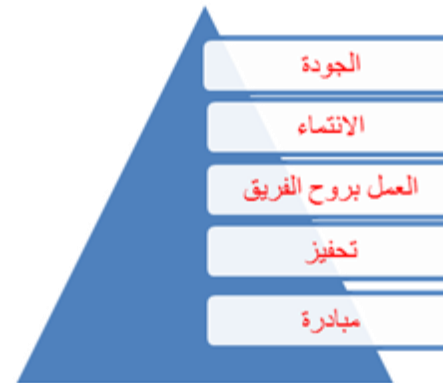 الجودة
الانتماء
العمل بروح الفريق
تحفيز
مبادرة